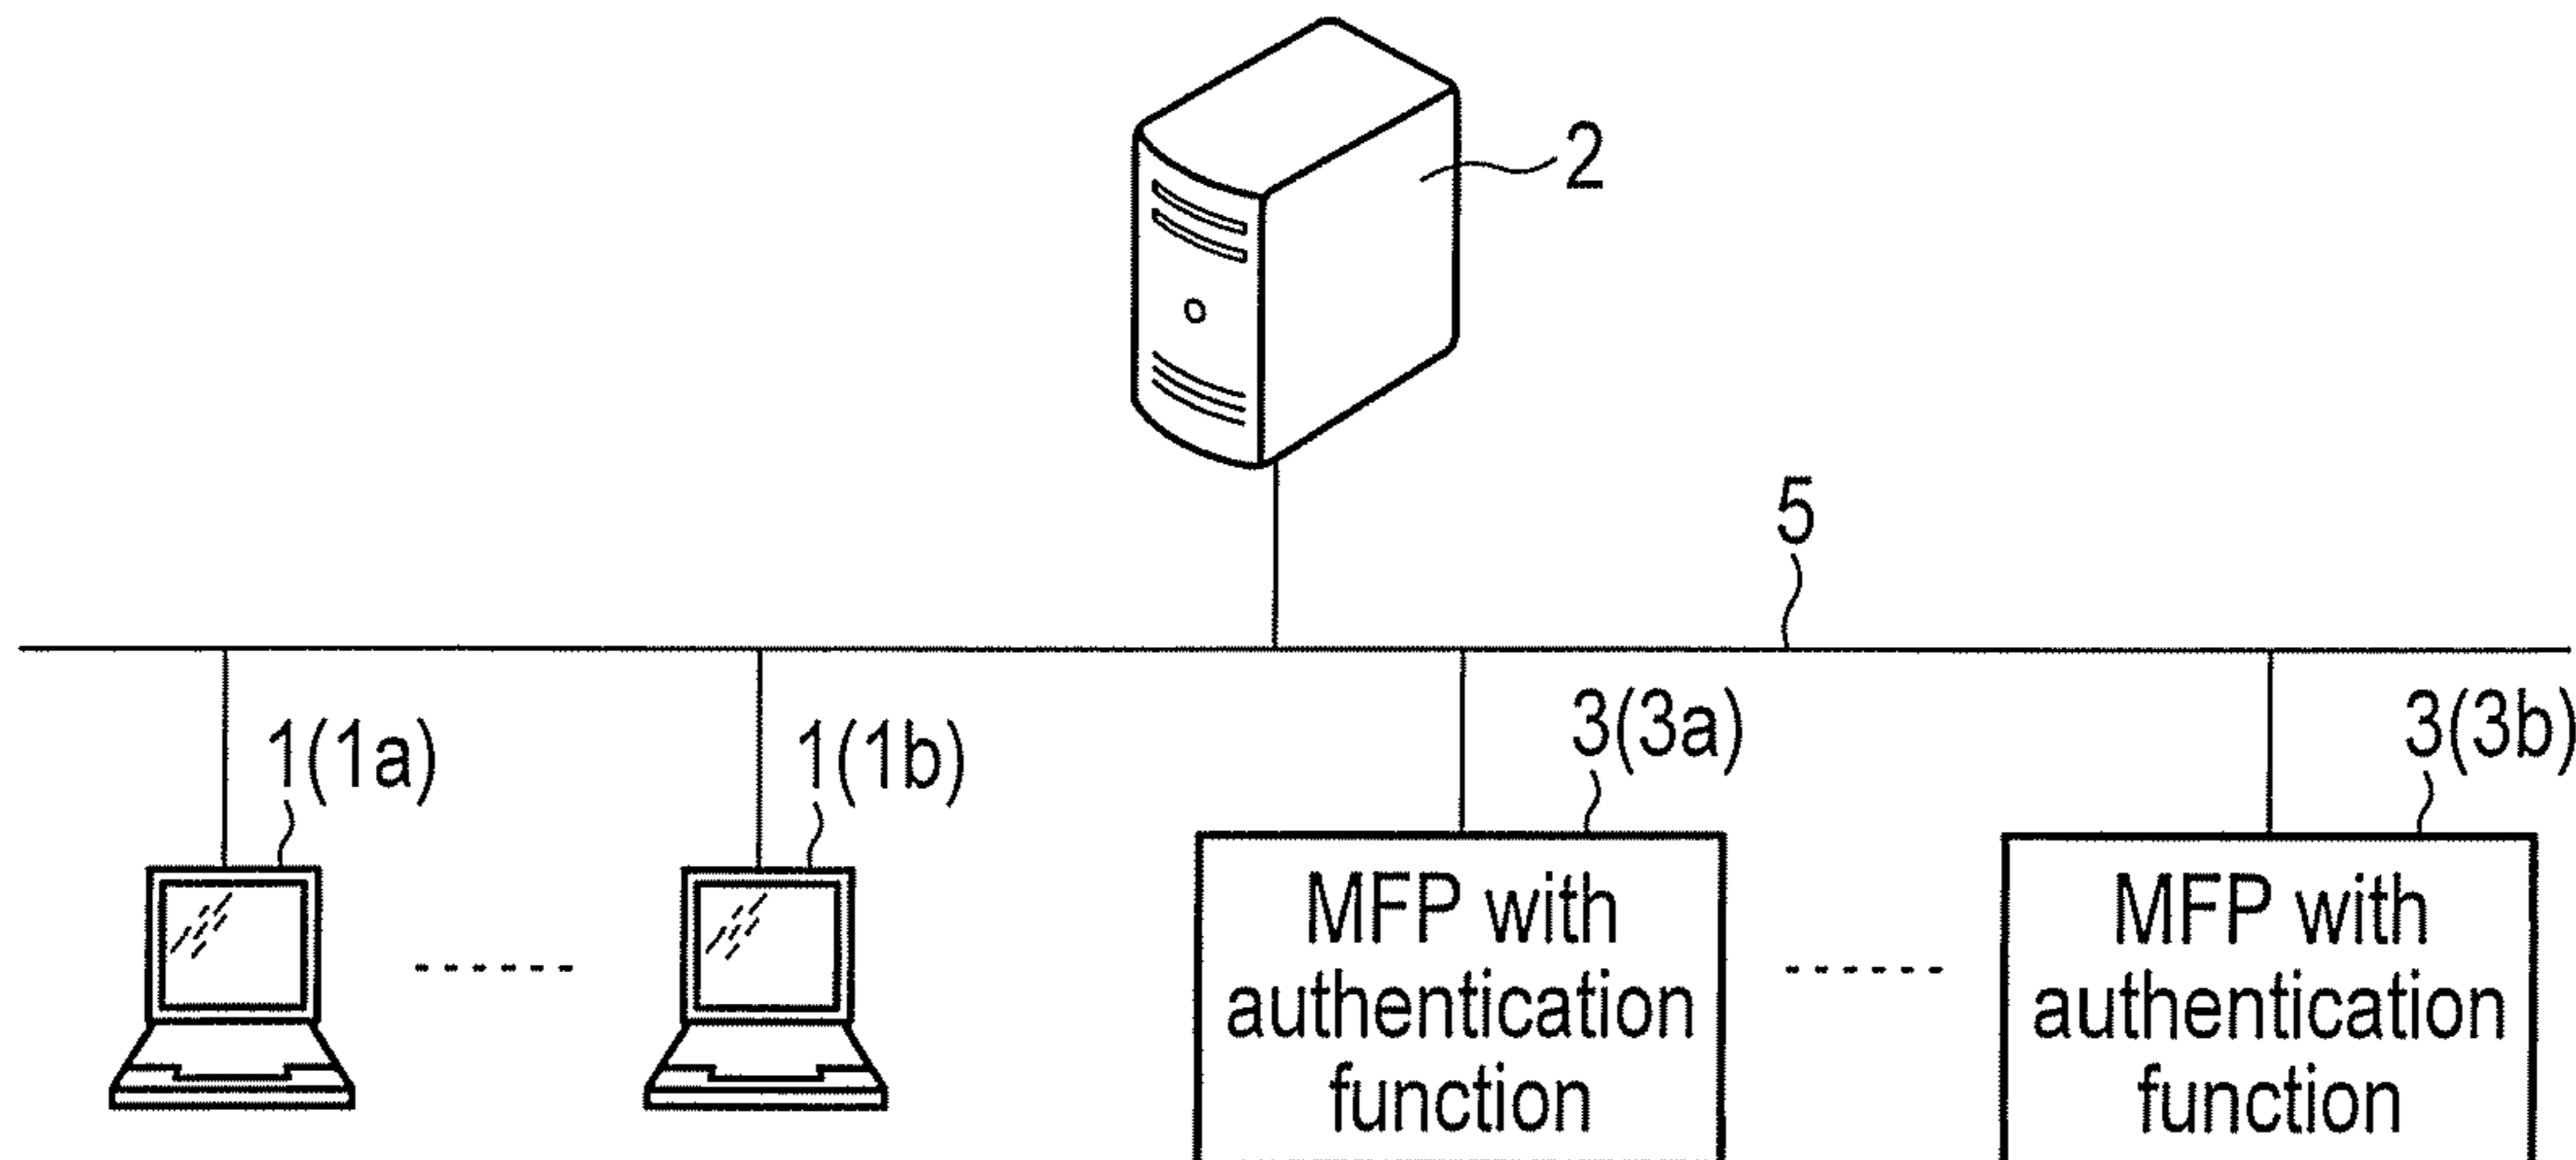 2
5
1(1a)
1(1b)
3(3a)
3(3b)
MFP with
authentication
function
MFP with
authentication
function